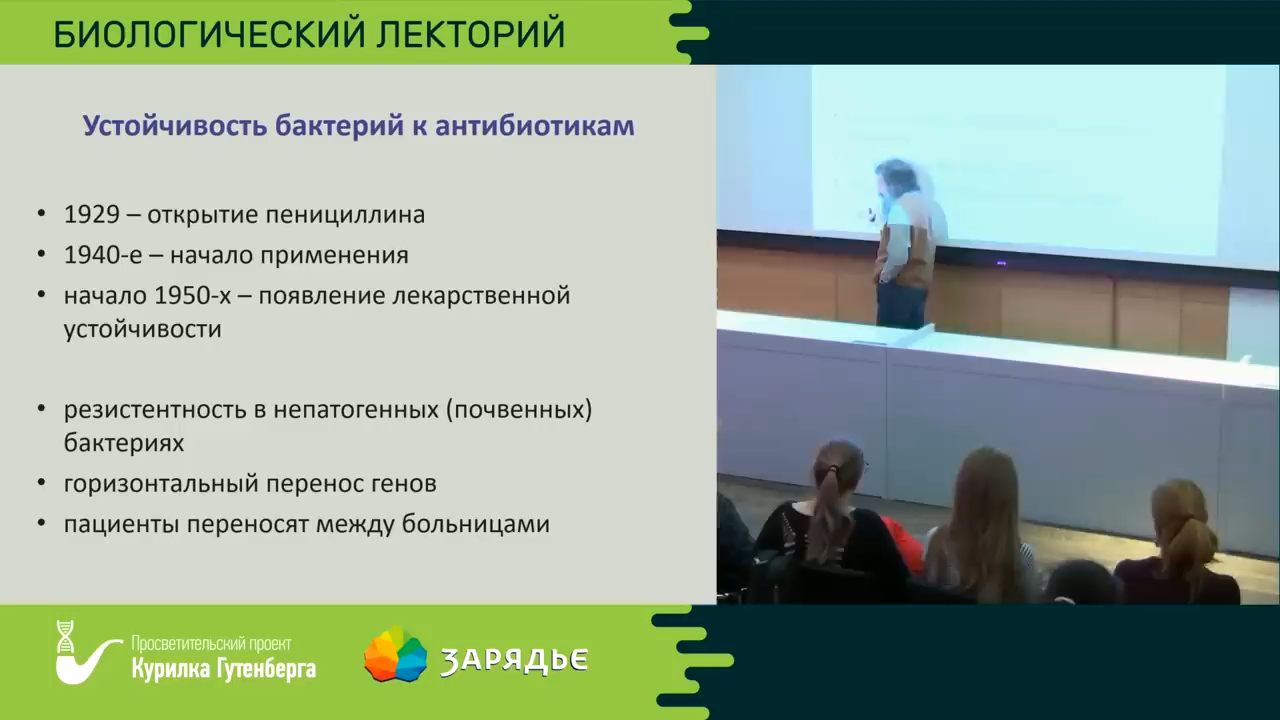 БИОЛОГИЧЕСКИЙ ЛЕКТОРИЙ
Устойчивость бактерий к антибиотикам
• 1929 – открытие пенициллина
• 1940-е – начало применения
• начало 1950-х – появление лекарственной
устойчивости
• резистентность в непатогенных (почвенных)
бактериях
• горизонтальный перенос генов
• пациенты переносят между больницами
Просветительский проект
Курилка Гутенберга
ЗАРЯДЬЕ